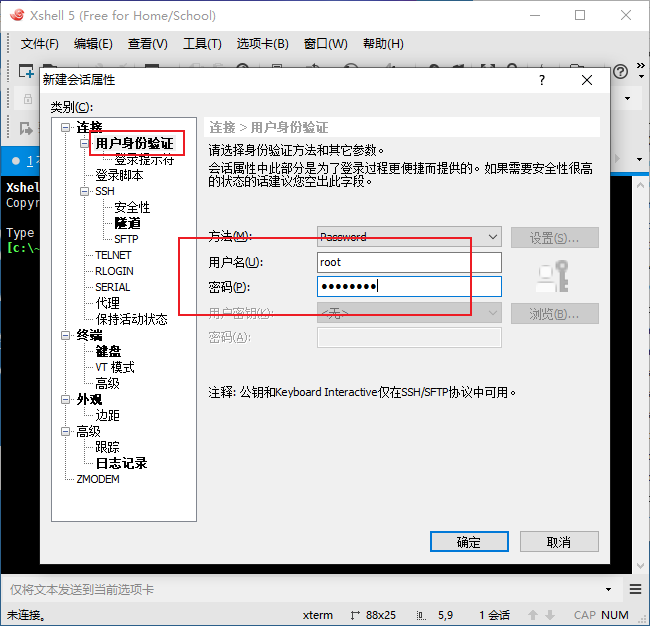 Xshell 5 (Free for Home/School)
文件(F) 编辑(E) 查看(V) 工具(T) 选项卡(B) 窗口(W) 帮助(H)
新建会话属性
类别(C):
连接
用户身份验证
登录提示符
登录脚本
SSH
安全性
隧道
SFTP
TELNET
RLOGIN
SERIAL
代理
保持活动状态
终端
键盘
VT 模式
高级
外观
边距
高级
跟踪
日志记录
ZMODEM
连接 > 用户身份验证
请选择身份验证方法和其它参数。
会话属性中此部分是为了登录过程更便捷而提供的。如果需要安全性很高
的状态的话建议您空出此字段。
方法(M): Password 设置(S)...
用户名(U): root
密码(P): ●●●●●●●●
用户密钥(K): <无> 浏览(B)...
密码(A):
注释: 公钥和Keyboard Interactive仅在SSH/SFTP协议中可用。
确定 取消
1
Xshel
Copyr
Type
[c:\~
仅将文本发送到当前选项卡
未连接。 xterm 88x25 5,9 1 会话 CAP NUM